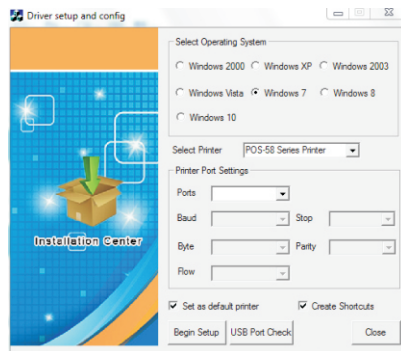 Driver setup and config
Select Operating System
Windows 2000 Windows XP Windows 2003
Windows Vista Windows 7 Windows 8
Windows 10
Select Printer POS-58 Series Printer
Printer Port Settings
Ports
Baud Stop
Byte Parity
Flow
Installation Center
Set as default printer Create Shortcuts
Begin Setup USB Port Check Close